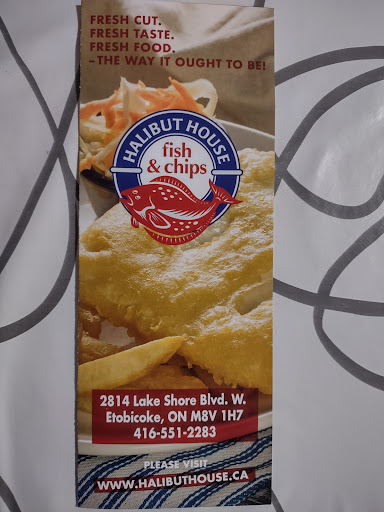 FRESH CUT.
FRESH TASTE.
FRESH FOOD.
–THE WAY IT OUGHT TO BE!
HALIBUT HOUSE
fish
& chips
2814 Lake Shore Blvd. W.
Etobicoke, ON M8V 1H7
416-551-2283
PLEASE VISIT
WWW.HALIBUTHOUSE.CA